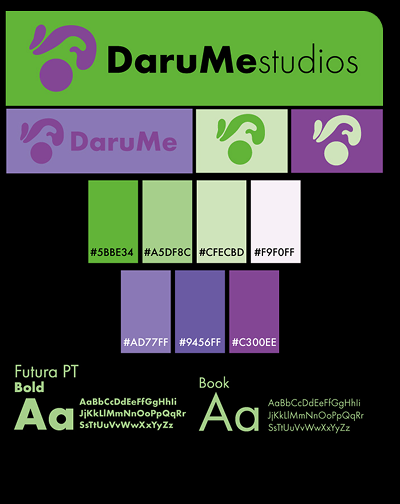 DaruMestudios
DaruMe
#5BBE34 #A5DF8C #CFECBD #F9F0FF
#AD77FF #9456FF #C300EE
Futura PT
Bold
Aa
AaBbCcDdEeFfGgHhIi
JjKkLlMmNnOoPpQqRr
SsTtUuVvWwXxYyZz
Book
Aa
AaBbCcDdEeFfGgHhIi
JjKkLlMmNnOoPpQqRr
SsTtUuVvWwXxYyZz